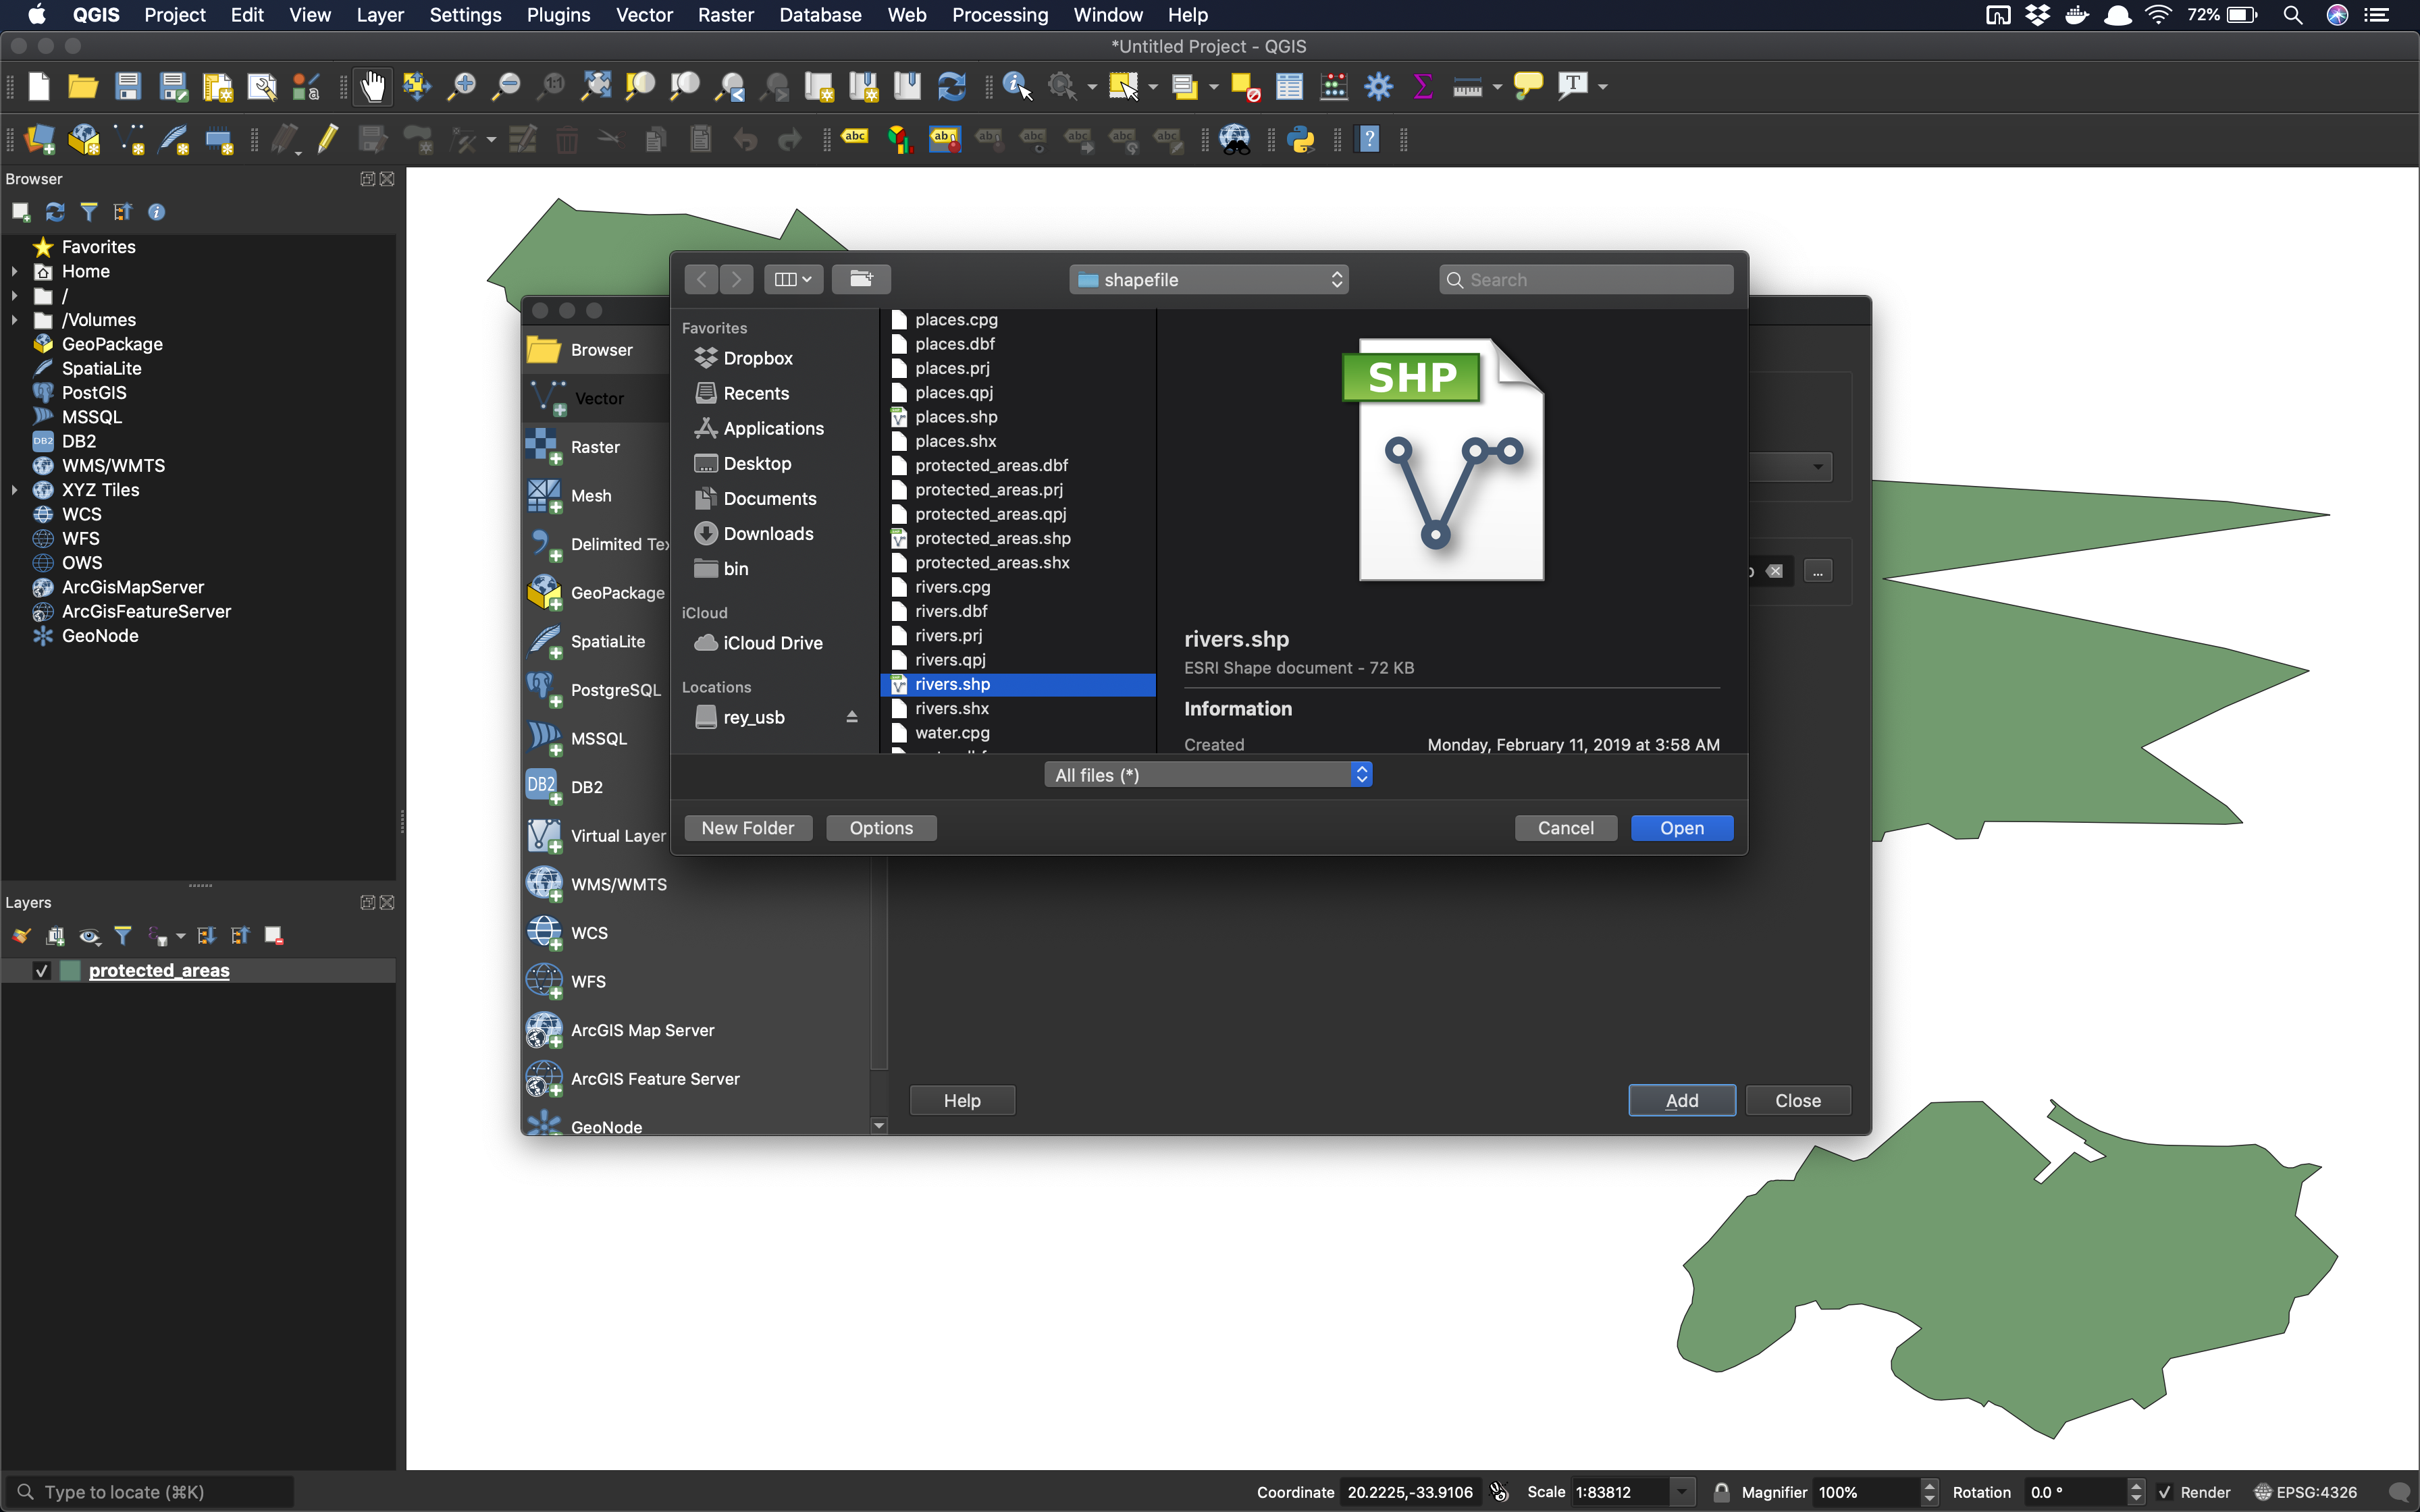 QGIS Project Edit View Layer Settings Plugins Vector Raster Database Web Processing Window Help 72%
*Untitled Project - QGIS
Browser
Favorites
Home
/
/Volumes
GeoPackage
SpatiaLite
PostGIS
MSSQL
DB2
WMS/WMTS
XYZ Tiles
WCS
WFS
OWS
ArcGisMapServer
ArcGisFeatureServer
GeoNode
Layers
protected_areas
Browser
Vector
Raster
Mesh
Delimited Tex
GeoPackage
SpatiaLite
PostgreSQL
MSSQL
DB2
Virtual Layer
WMS/WMTS
WCS
WFS
ArcGIS Map Server
ArcGIS Feature Server
GeoNode
shapefile
Search
Favorites
Dropbox
Recents
Applications
Desktop
Documents
Downloads
bin
iCloud
iCloud Drive
Locations
rey_usb
places.cpg
places.dbf
places.prj
places.qpj
places.shp
places.shx
protected_areas.dbf
protected_areas.prj
protected_areas.qpj
protected_areas.shp
protected_areas.shx
rivers.cpg
rivers.dbf
rivers.prj
rivers.qpj
rivers.shp
rivers.shx
water.cpg
SHP
rivers.shp
ESRI Shape document - 72 KB
Information
Created Monday, February 11, 2019 at 3:58 AM
All files (*)
New Folder Options Cancel Open
...
Help Add Close
Type to locate (⌘K)
Coordinate 20.2225,-33.9106 Scale 1:83812 Magnifier 100% Rotation 0.0 ° Render EPSG:4326